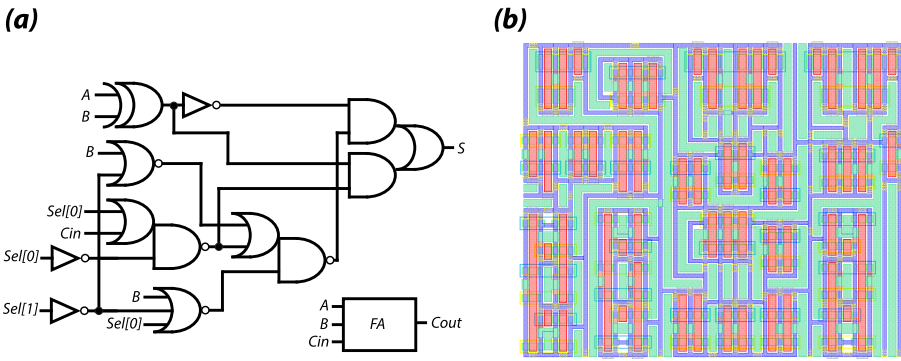 (a)
(b)
A
B
S
B
Sel[0]
Cin
Sel[0]
Sel[1]
B
Sel[0]
A
B
Cin
FA
Cout